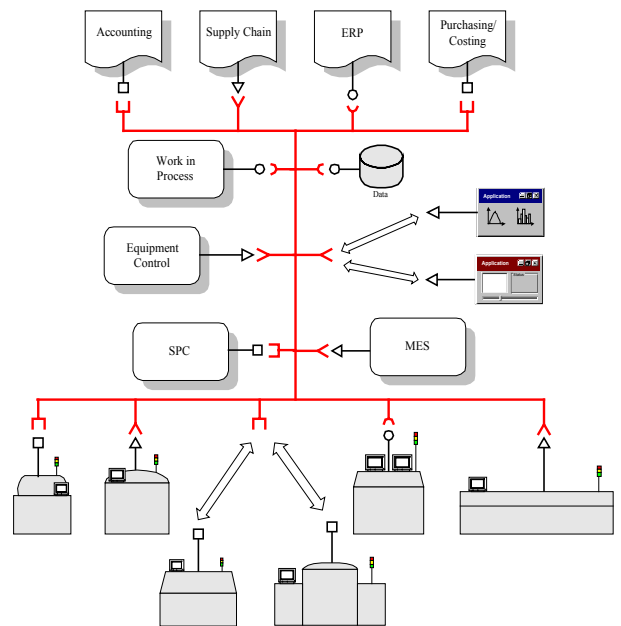 Accounting
Supply Chain
ERP
Purchasing/
Costing
Work in
Process
Data
Application
Equipment
Control
Application
SPC
MES